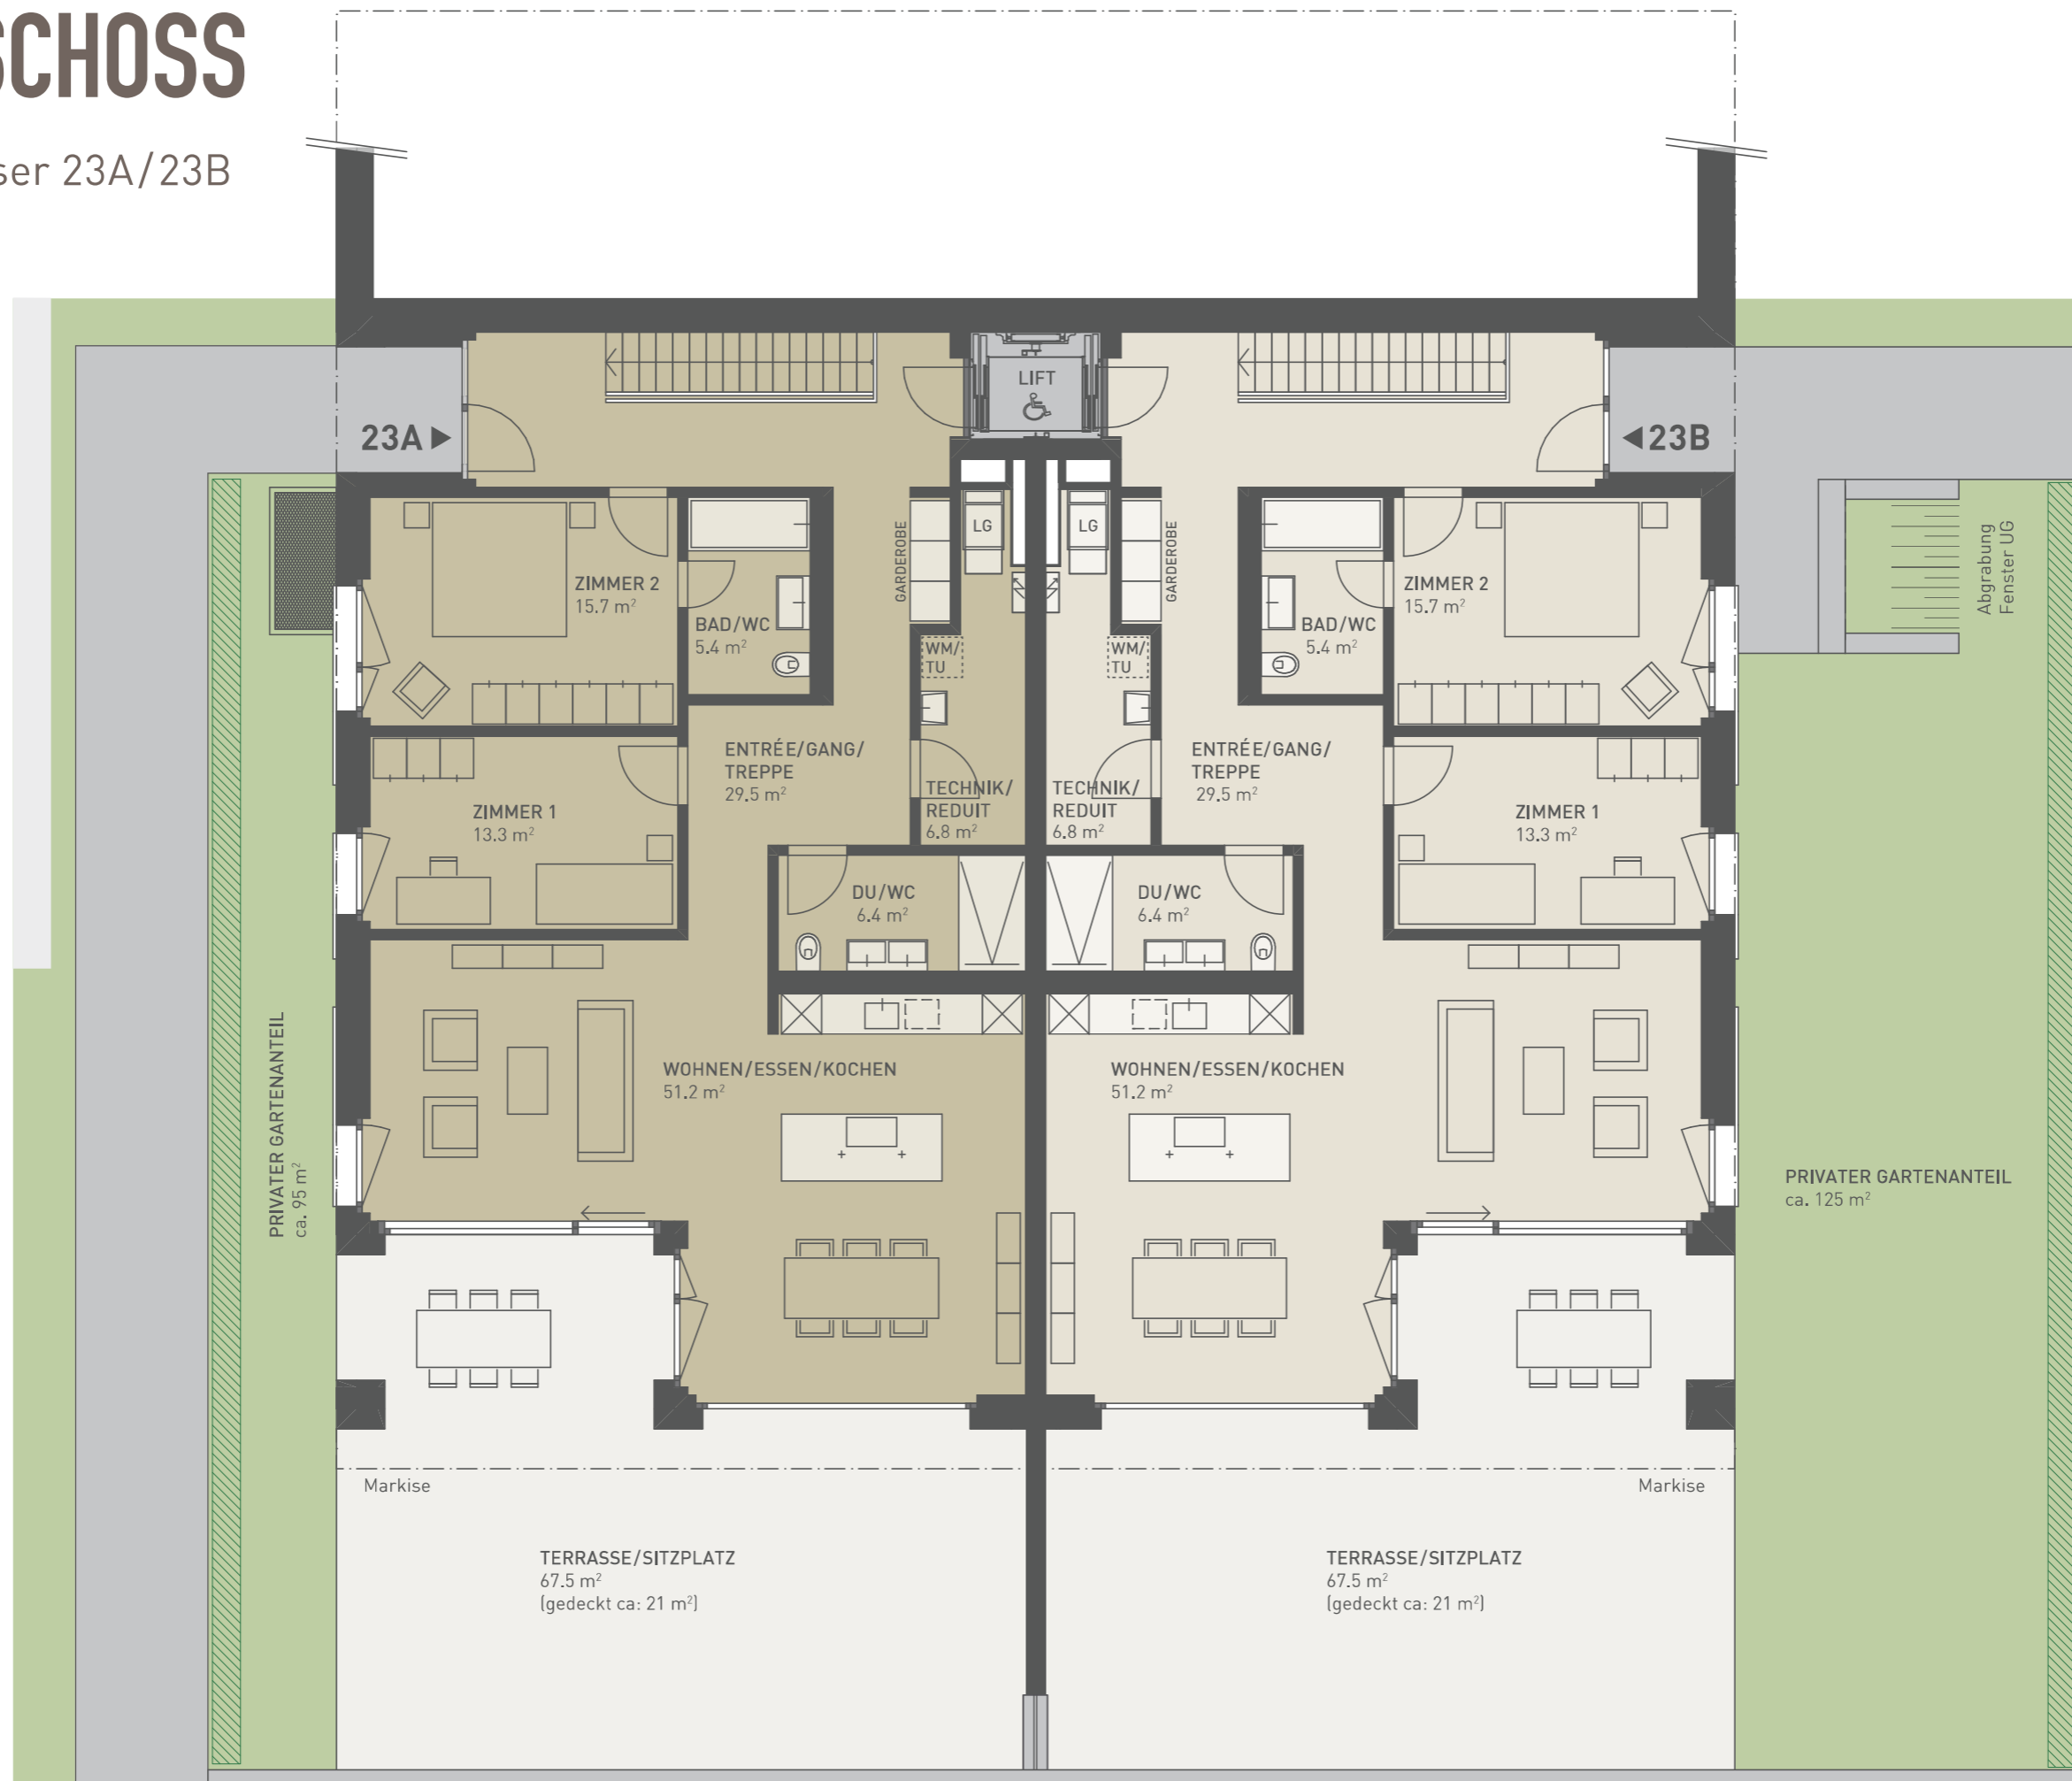 SCHOSS
ser 23A/23B
LIFT
23A
23B
GARDEROBE
LG
LG
GARDEROBE
Abgrabung
Fenster UG
ZIMMER 2
15.7 m²
BAD/WC
5.4 m²
WM/
TU
WM/
TU
BAD/WC
5.4 m²
ZIMMER 2
15.7 m²
ENTRÉE/GANG/
TREPPE
29.5 m²
TECHNIK/
REDUIT
6.8 m²
TECHNIK/
REDUIT
6.8 m²
ENTRÉE/GANG/
TREPPE
29.5 m²
ZIMMER 1
13.3 m²
ZIMMER 1
13.3 m²
DU/WC
6.4 m²
DU/WC
6.4 m²
PRIVATER GARTENANTEIL
ca. 95 m²
WOHNEN/ESSEN/KOCHEN
51.2 m²
WOHNEN/ESSEN/KOCHEN
51.2 m²
PRIVATER GARTENANTEIL
ca. 125 m²
Markise
Markise
TERRASSE/SITZPLATZ
67.5 m²
(gedeckt ca: 21 m²)
TERRASSE/SITZPLATZ
67.5 m²
(gedeckt ca: 21 m²)